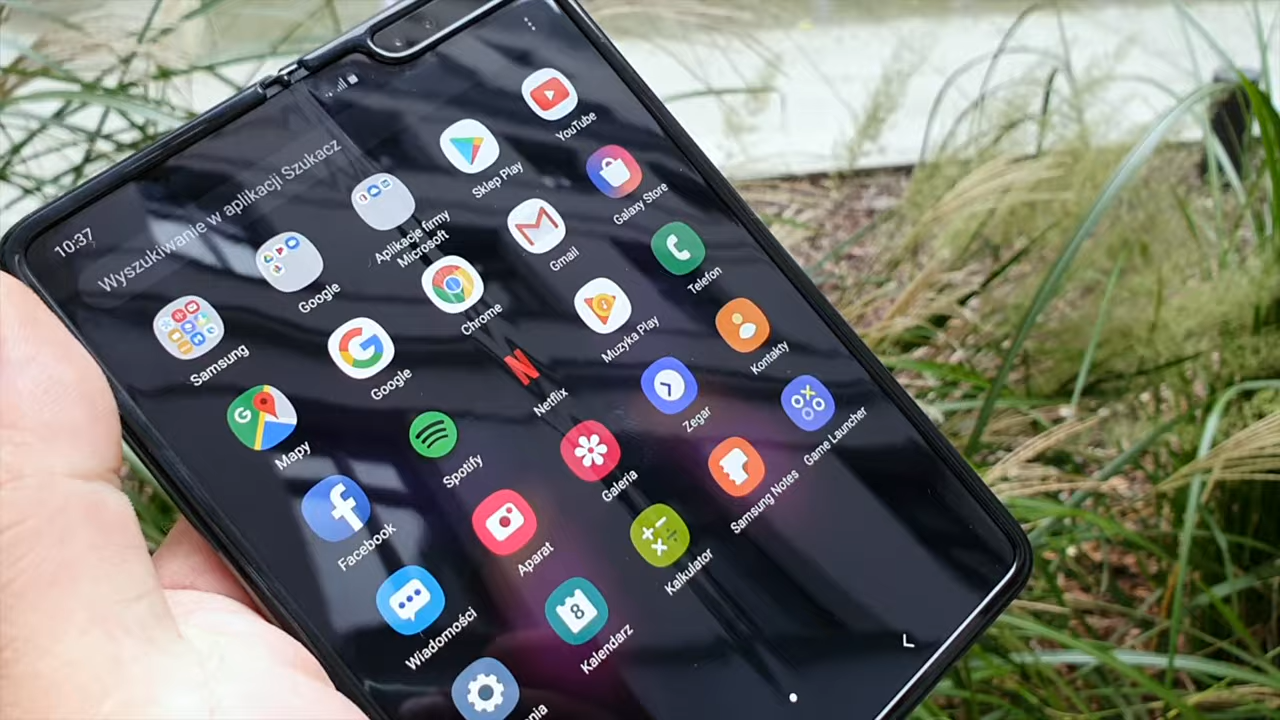 10:37
Wyszukiwanie w aplikacji Szukacz
Samsung
Google
Aplikacje firmy
Microsoft
Sklep Play
YouTube
Mapy
Google
Chrome
Gmail
Galaxy Store
Facebook
Spotify
Netflix
Muzyka Play
Telefon
Wiadomości
Aparat
Galeria
Zegar
Kontakty
Kalendarz
8
Kalkulator
Samsung Notes
Game Launcher